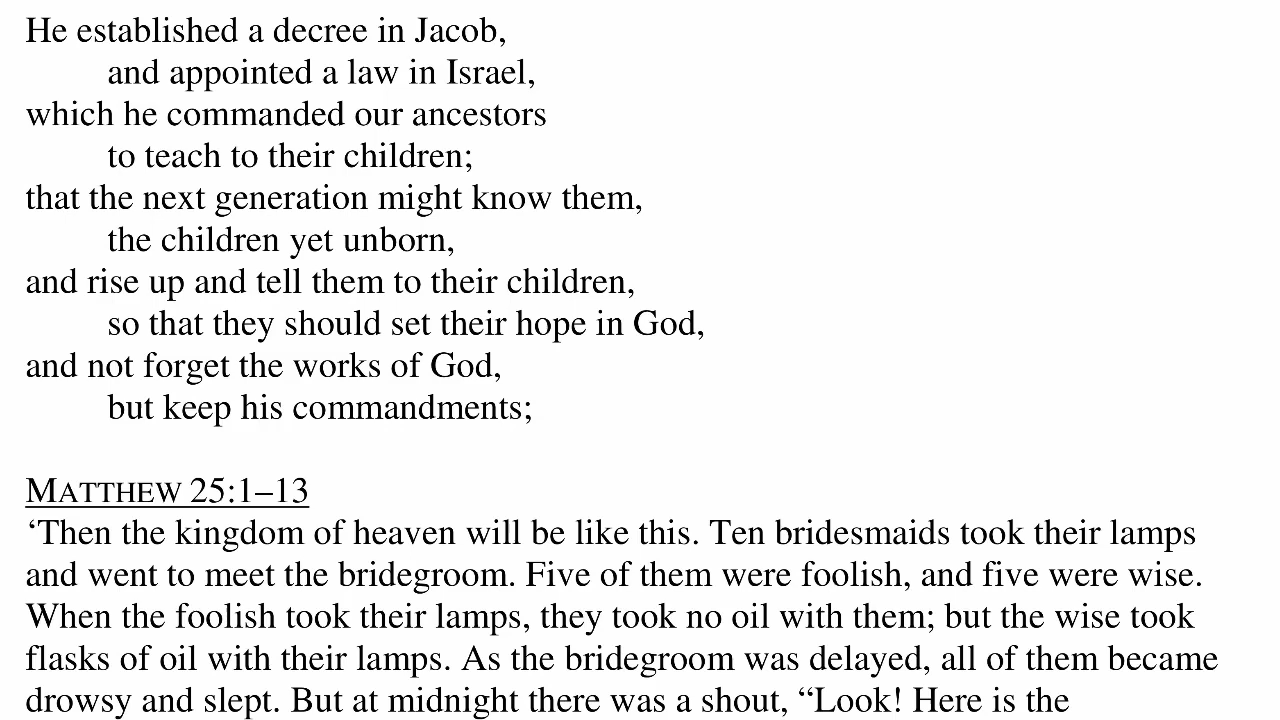 He established a decree in Jacob,
and appointed a law in Israel,
which he commanded our ancestors
to teach to their children;
that the next generation might know them,
the children yet unborn,
and rise up and tell them to their children,
so that they should set their hope in God,
and not forget the works of God,
but keep his commandments;
MATTHEW 25:1–13
‘Then the kingdom of heaven will be like this. Ten bridesmaids took their lamps
and went to meet the bridegroom. Five of them were foolish, and five were wise.
When the foolish took their lamps, they took no oil with them; but the wise took
flasks of oil with their lamps. As the bridegroom was delayed, all of them became
drowsy and slept. But at midnight there was a shout, “Look! Here is the